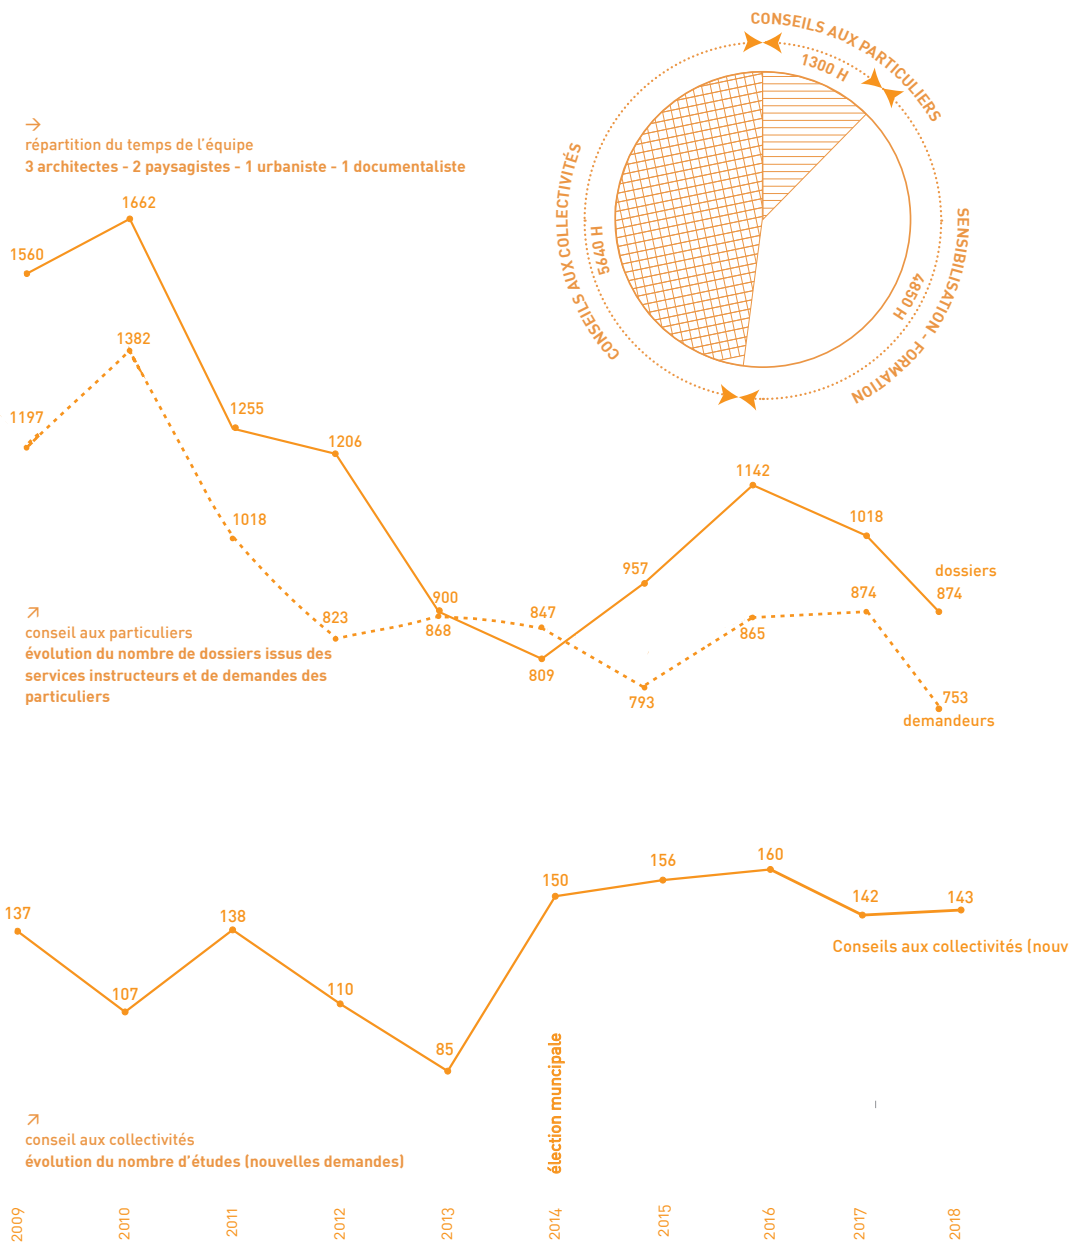 CONSEILS AUX PARTICULIERS
1300 H
→
répartition du temps de l'équipe
3 architectes - 2 paysagistes - 1 urbaniste - 1 documentaliste
CONSEILS AUX COLLECTIVITÉS
5640 H
SENSIBILISATION - FORMATION
4850 H
1560
1662
1382
1197
1255
1206
1018
823
900
868
847
809
957
793
1142
865
1018
874
dossiers
874
753
demandeurs
↗
conseil aux particuliers
évolution du nombre de dossiers issus des
services instructeurs et de demandes des
particuliers
137
107
138
110
85
150
156
160
142
143
Conseils aux collectivités (nouv
élection muncipale
↗
conseil aux collectivités
évolution du nombre d'études (nouvelles demandes)
2009
2010
2011
2012
2013
2014
2015
2016
2017
2018